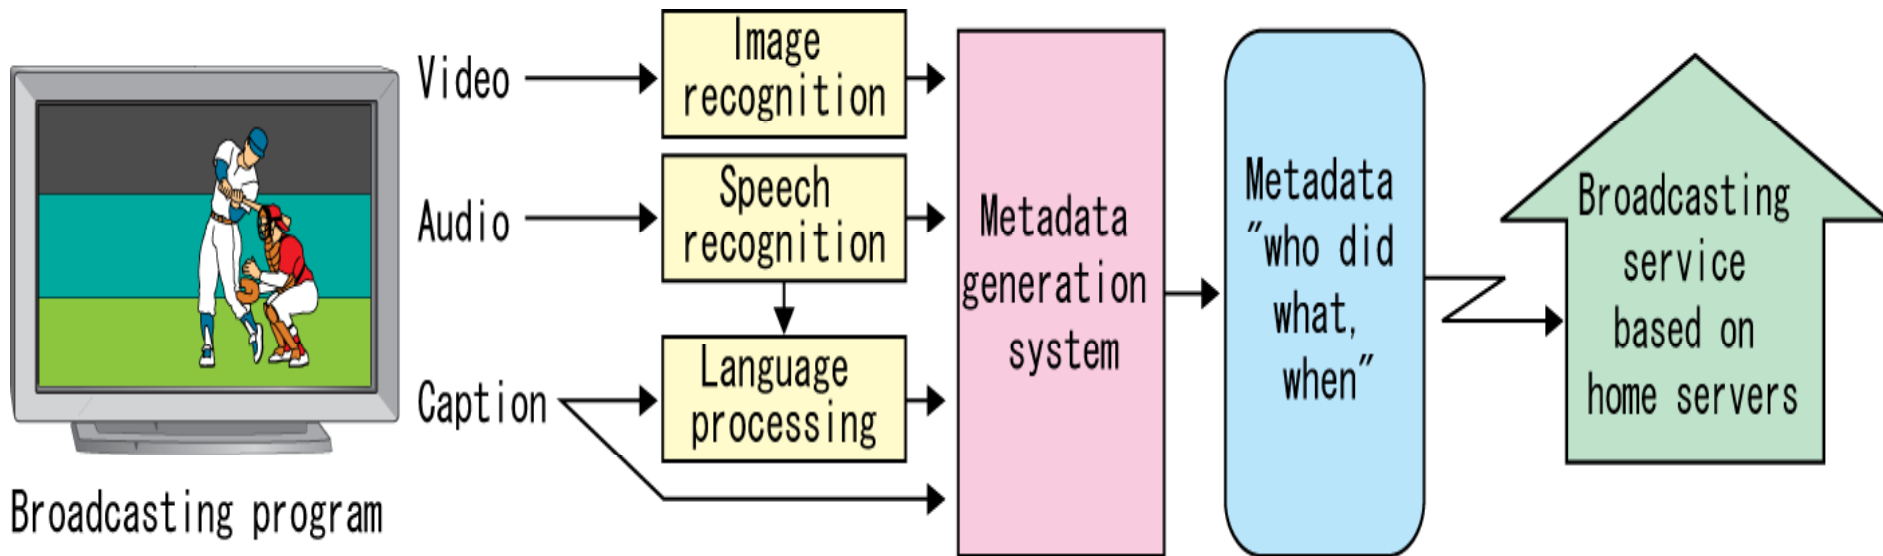 Broadcasting program
Video
Audio
Caption
Image
recognition
Speech
recognition
Language
processing
Metadata
generation
system
Metadata
"who did
what,
when"
Broadcasting
service
based on
home servers